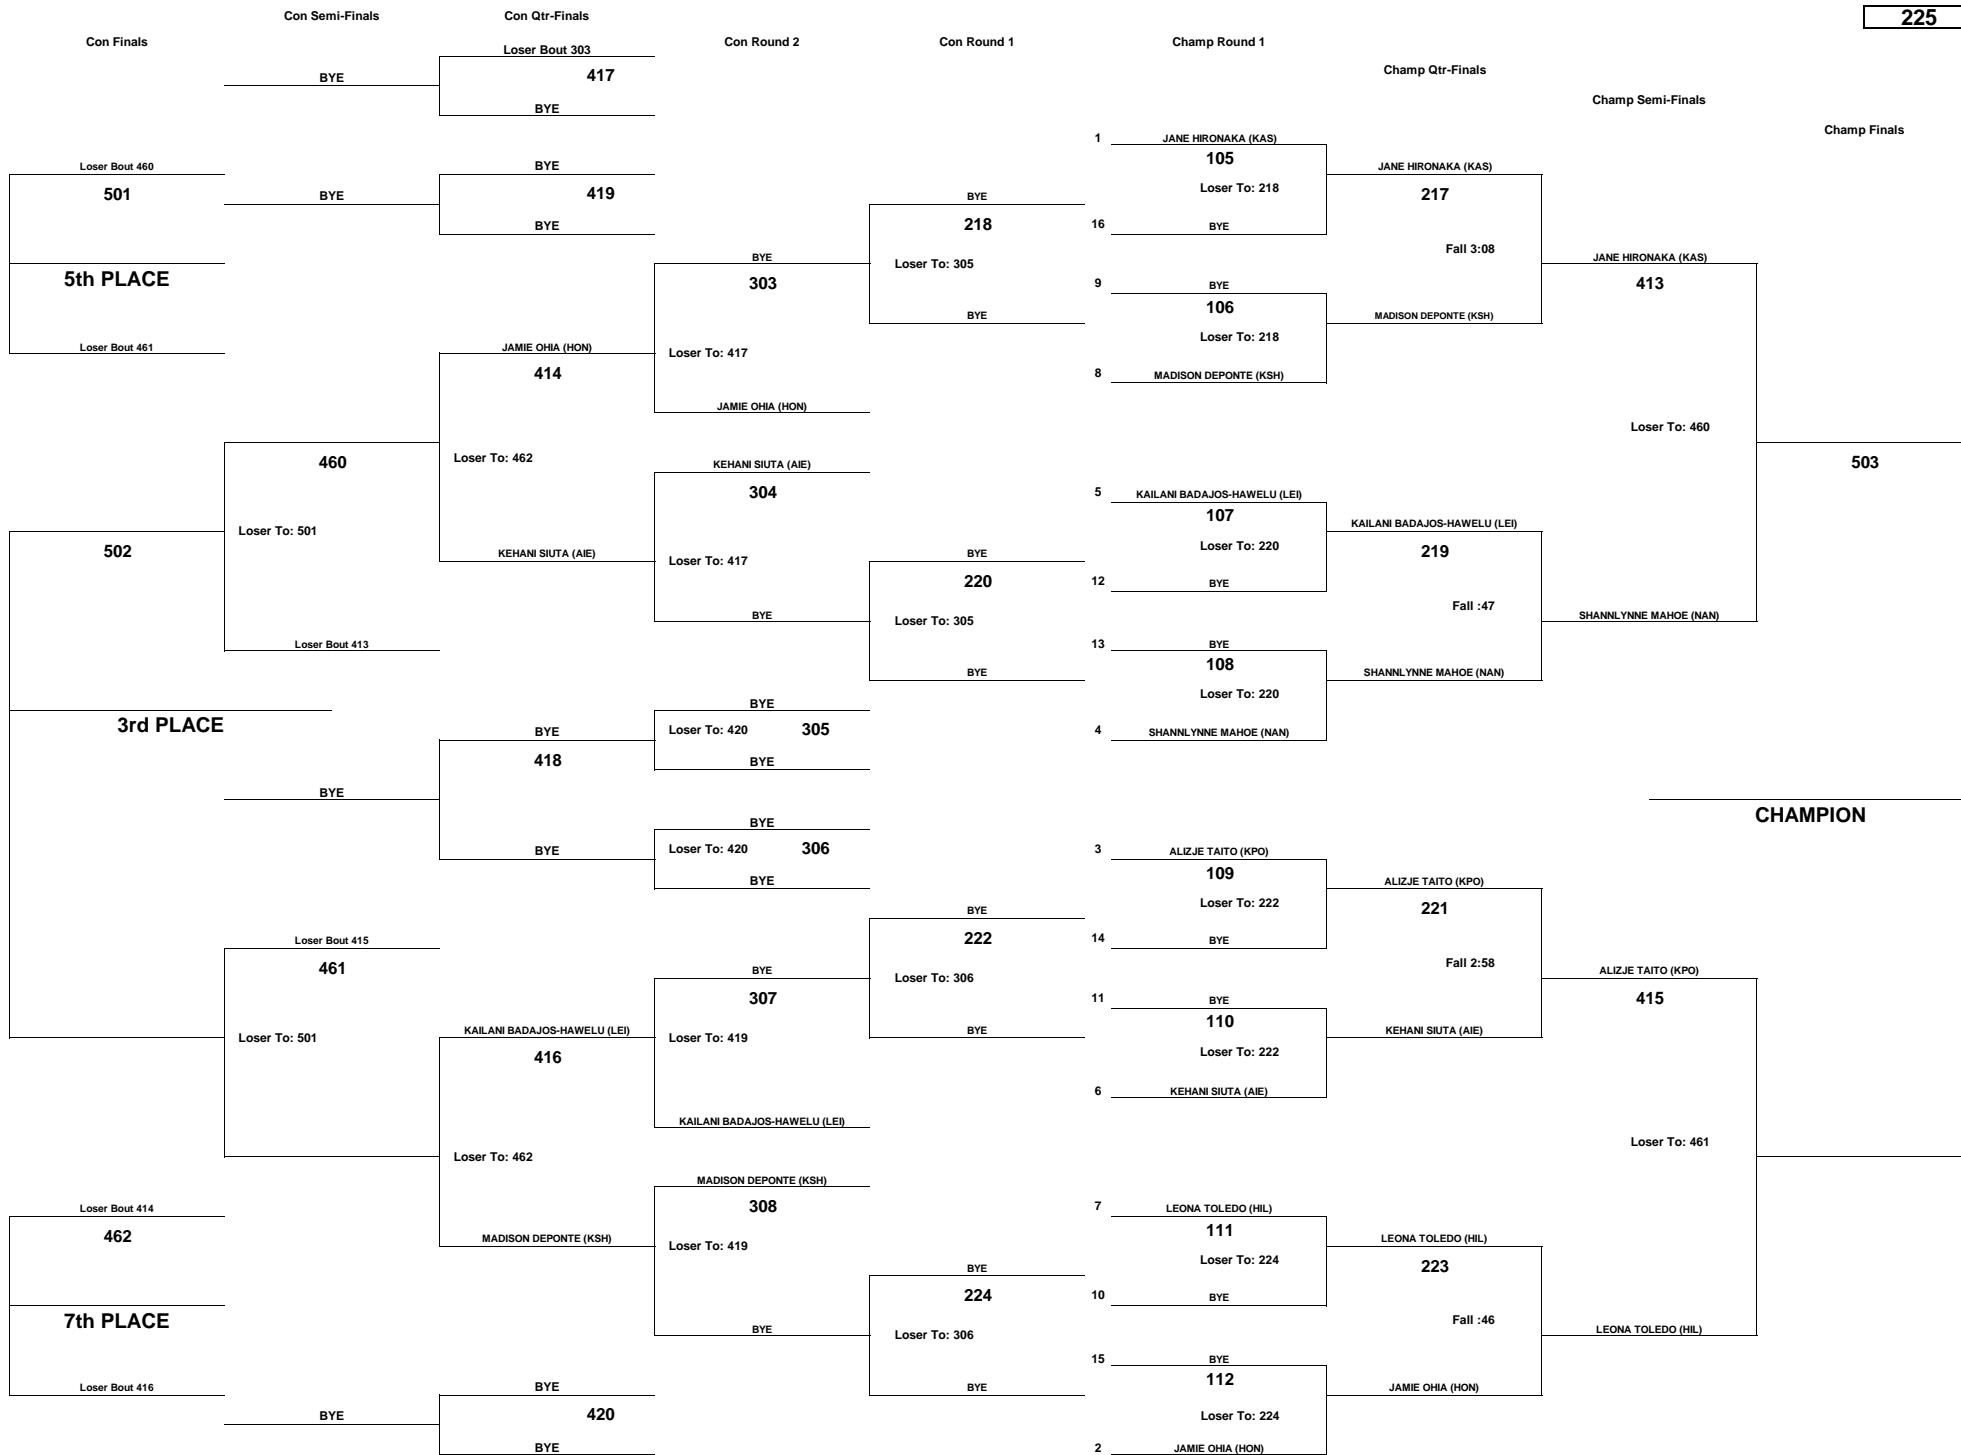 225
Con Semi-Finals
Con Qtr-Finals
Con Finals
Con Round 2
Con Round 1
Champ Round 1
Champ Qtr-Finals
Champ Semi-Finals
Champ Finals
Loser Bout 303
BYE
417
BYE
Loser Bout 460
501
5th PLACE
Loser Bout 461
BYE
BYE
419
BYE
BYE
303
Loser To: 417
JAMIE OHIA (HON)
JAMIE OHIA (HON)
414
Loser To: 462
KEHANI SIUTA (AIE)
460
Loser To: 501
Loser Bout 413
502
3rd PLACE
KEHANI SIUTA (AIE)
304
Loser To: 417
BYE
BYE
218
Loser To: 305
BYE
BYE
220
Loser To: 305
BYE
1 JANE HIRONAKA (KAS)
105
Loser To: 218
16 BYE
9 BYE
106
Loser To: 218
8 MADISON DEPONTE (KSH)
5 KAILANI BADAJOS-HAWELU (LEI)
107
Loser To: 220
12 BYE
13 BYE
108
Loser To: 220
4 SHANNLYNNE MAHOE (NAN)
JANE HIRONAKA (KAS)
217
Fall 3:08
MADISON DEPONTE (KSH)
KAILANI BADAJOS-HAWELU (LEI)
219
Fall :47
SHANNLYNNE MAHOE (NAN)
JANE HIRONAKA (KAS)
413
Loser To: 460
SHANNLYNNE MAHOE (NAN)
503
CHAMPION
BYE
Loser To: 420 305
BYE
BYE
418
BYE
BYE
BYE
Loser To: 420 306
BYE
Loser Bout 415
461
Loser To: 501
BYE
307
Loser To: 419
KAILANI BADAJOS-HAWELU (LEI)
KAILANI BADAJOS-HAWELU (LEI)
416
Loser To: 462
MADISON DEPONTE (KSH)
MADISON DEPONTE (KSH)
308
Loser To: 419
BYE
BYE
222
Loser To: 306
BYE
BYE
224
Loser To: 306
BYE
3 ALIZJE TAITO (KPO)
109
Loser To: 222
14 BYE
11 BYE
110
Loser To: 222
6 KEHANI SIUTA (AIE)
7 LEONA TOLEDO (HIL)
111
Loser To: 224
10 BYE
15 BYE
112
Loser To: 224
2 JAMIE OHIA (HON)
ALIZJE TAITO (KPO)
221
Fall 2:58
KEHANI SIUTA (AIE)
LEONA TOLEDO (HIL)
223
Fall :46
JAMIE OHIA (HON)
ALIZJE TAITO (KPO)
415
Loser To: 461
LEONA TOLEDO (HIL)
Loser Bout 414
462
7th PLACE
Loser Bout 416
BYE
BYE
420
BYE